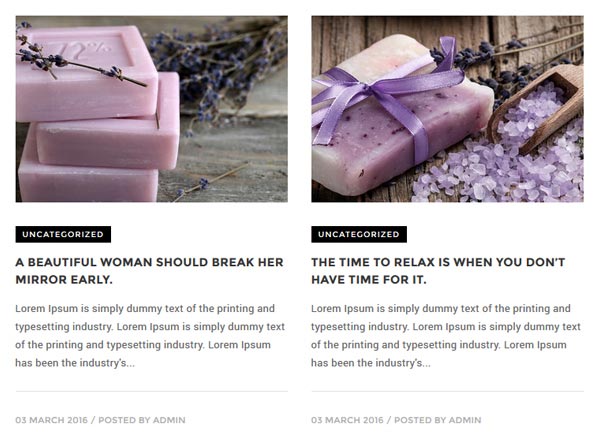 UNCATEGORIZED
A BEAUTIFUL WOMAN SHOULD BREAK HER
MIRROR EARLY.
Lorem Ipsum is simply dummy text of the printing and
typesetting industry. Lorem Ipsum is simply dummy text
of the printing and typesetting industry. Lorem Ipsum
has been the industry's...
03 MARCH 2016 / POSTED BY ADMIN
UNCATEGORIZED
THE TIME TO RELAX IS WHEN YOU DON'T
HAVE TIME FOR IT.
Lorem Ipsum is simply dummy text of the printing and
typesetting industry. Lorem Ipsum is simply dummy text
of the printing and typesetting industry. Lorem Ipsum
has been the industry's...
03 MARCH 2016 / POSTED BY ADMIN